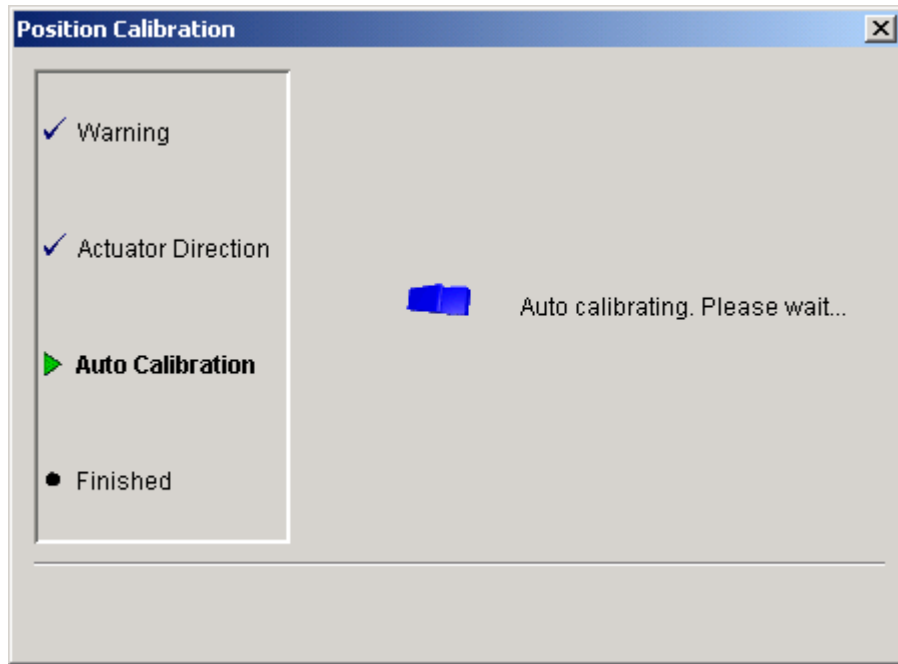 Position Calibration
Warning
Actuator Direction
Auto Calibration
Finished
Auto calibrating. Please wait...